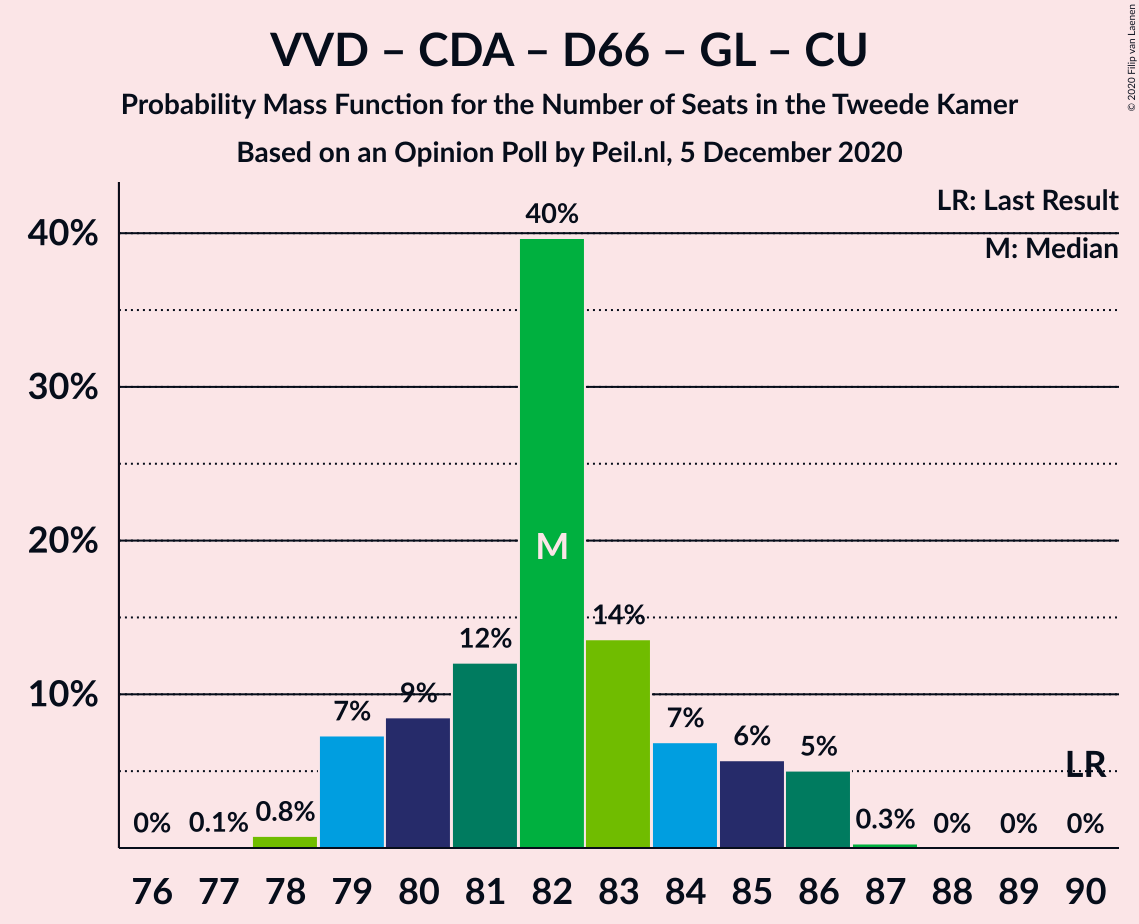 VVD – CDA – D66 – GL – CU
Probability Mass Function for the Number of Seats in the Tweede Kamer
Based on an Opinion Poll by Peil.nl, 5 December 2020
© 2020 Filip van Laenen
LR: Last Result
M: Median
40%
30%
20%
10%
0%
0.1%
0.8%
7%
9%
12%
40%
M
14%
7%
6%
5%
0.3%
0%
0%
LR
0%
76 77 78 79 80 81 82 83 84 85 86 87 88 89 90